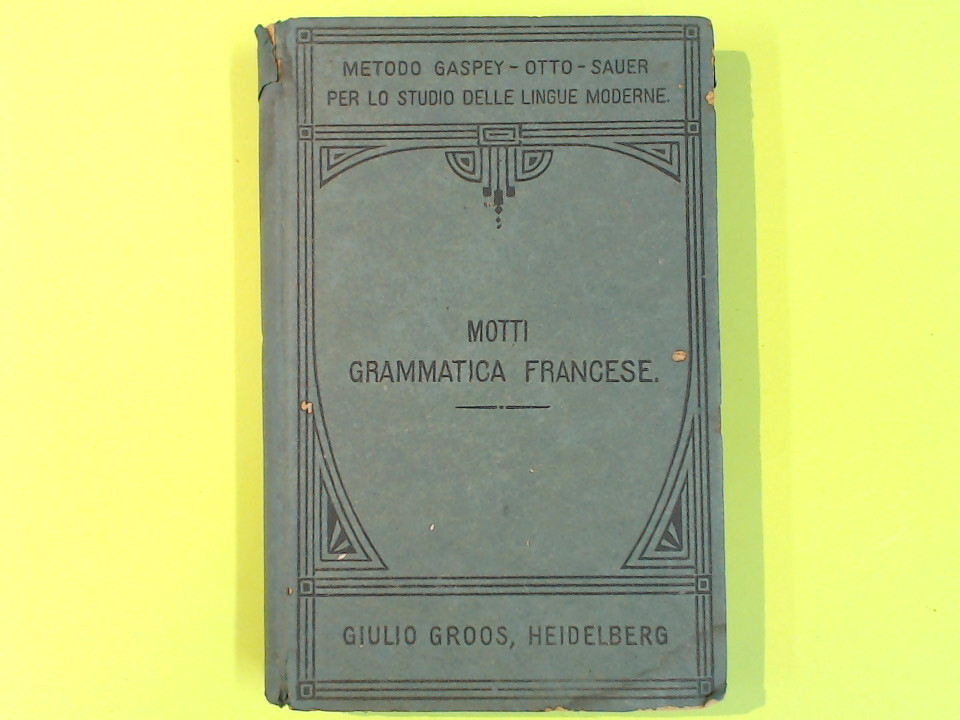 METODO GASPEY - OTTO - SAUER
PER LO STUDIO DELLE LINGUE MODERNE.
MOTTI
GRAMMATICA FRANCESE.
GIULIO GROOS, HEIDELBERG